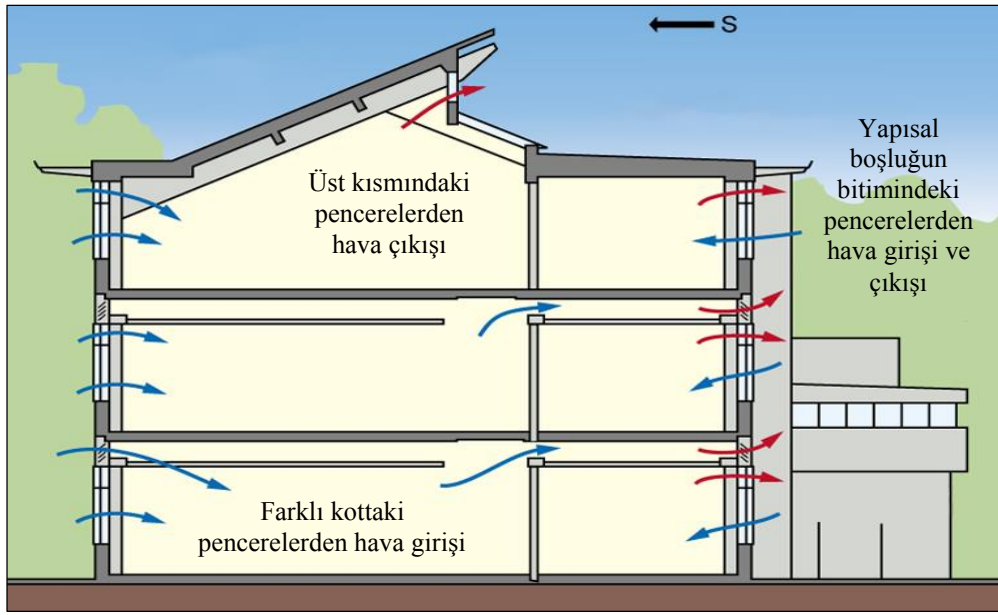 S
Üst kısmındaki
pencerelerden
hava çıkışı
Yapısal
boşluğun
bitimindeki
pencerelerden
hava girişi ve
çıkışı
Farklı kottaki
pencerelerden hava girişi